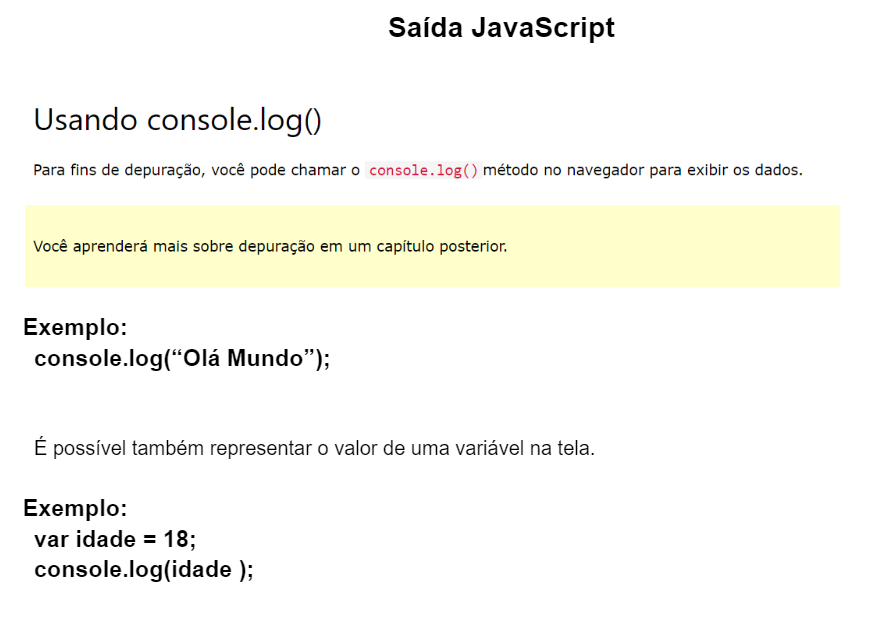 Saída JavaScript
Usando console.log()
Para fins de depuração, você pode chamar o console.log() método no navegador para exibir os dados.
Você aprenderá mais sobre depuração em um capítulo posterior.
Exemplo:
console.log(“Olá Mundo”);
É possível também representar o valor de uma variável na tela.
Exemplo:
var idade = 18;
console.log(idade );